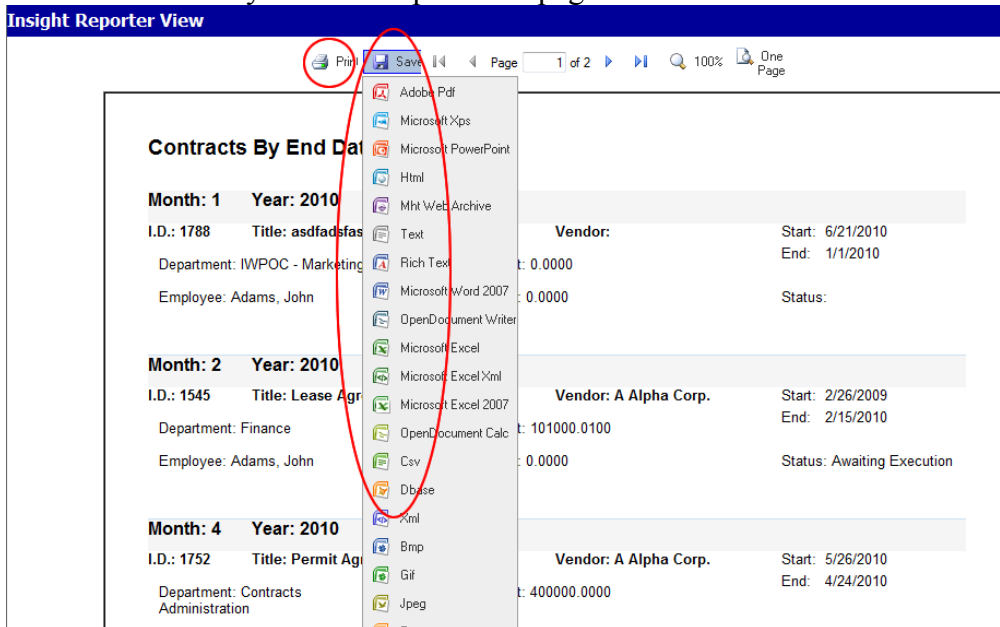 Insight Reporter View
Print Save Page 1 of 2 100% One Page
Adobe Pdf
Microsoft Xps
Contracts By End Dat Microsoft PowerPoint
Html
Month: 1 Year: 2010 Mht Web Archive
I.D.: 1788 Title: asdfadsfas Text Vendor: Start: 6/21/2010
End: 1/1/2010
Department: IWPOC - Marketing Rich Text t: 0.0000
Employee: Adams, John Microsoft Word 2007 : 0.0000 Status:
OpenDocument Writer
Microsoft Excel
Month: 2 Year: 2010 Microsoft Excel Xml
I.D.: 1545 Title: Lease Agr Microsoft Excel 2007 Vendor: A Alpha Corp. Start: 2/26/2009
End: 2/15/2010
Department: Finance OpenDocument Calc t: 101000.0100
Employee: Adams, John Csv : 0.0000 Status: Awaiting Execution
Dbase
Month: 4 Year: 2010 Xml
Bmp
I.D.: 1752 Title: Permit Agr Vendor: A Alpha Corp. Start: 5/26/2010
Gif End: 4/24/2010
Department: Contracts t: 400000.0000
Administration Jpeg